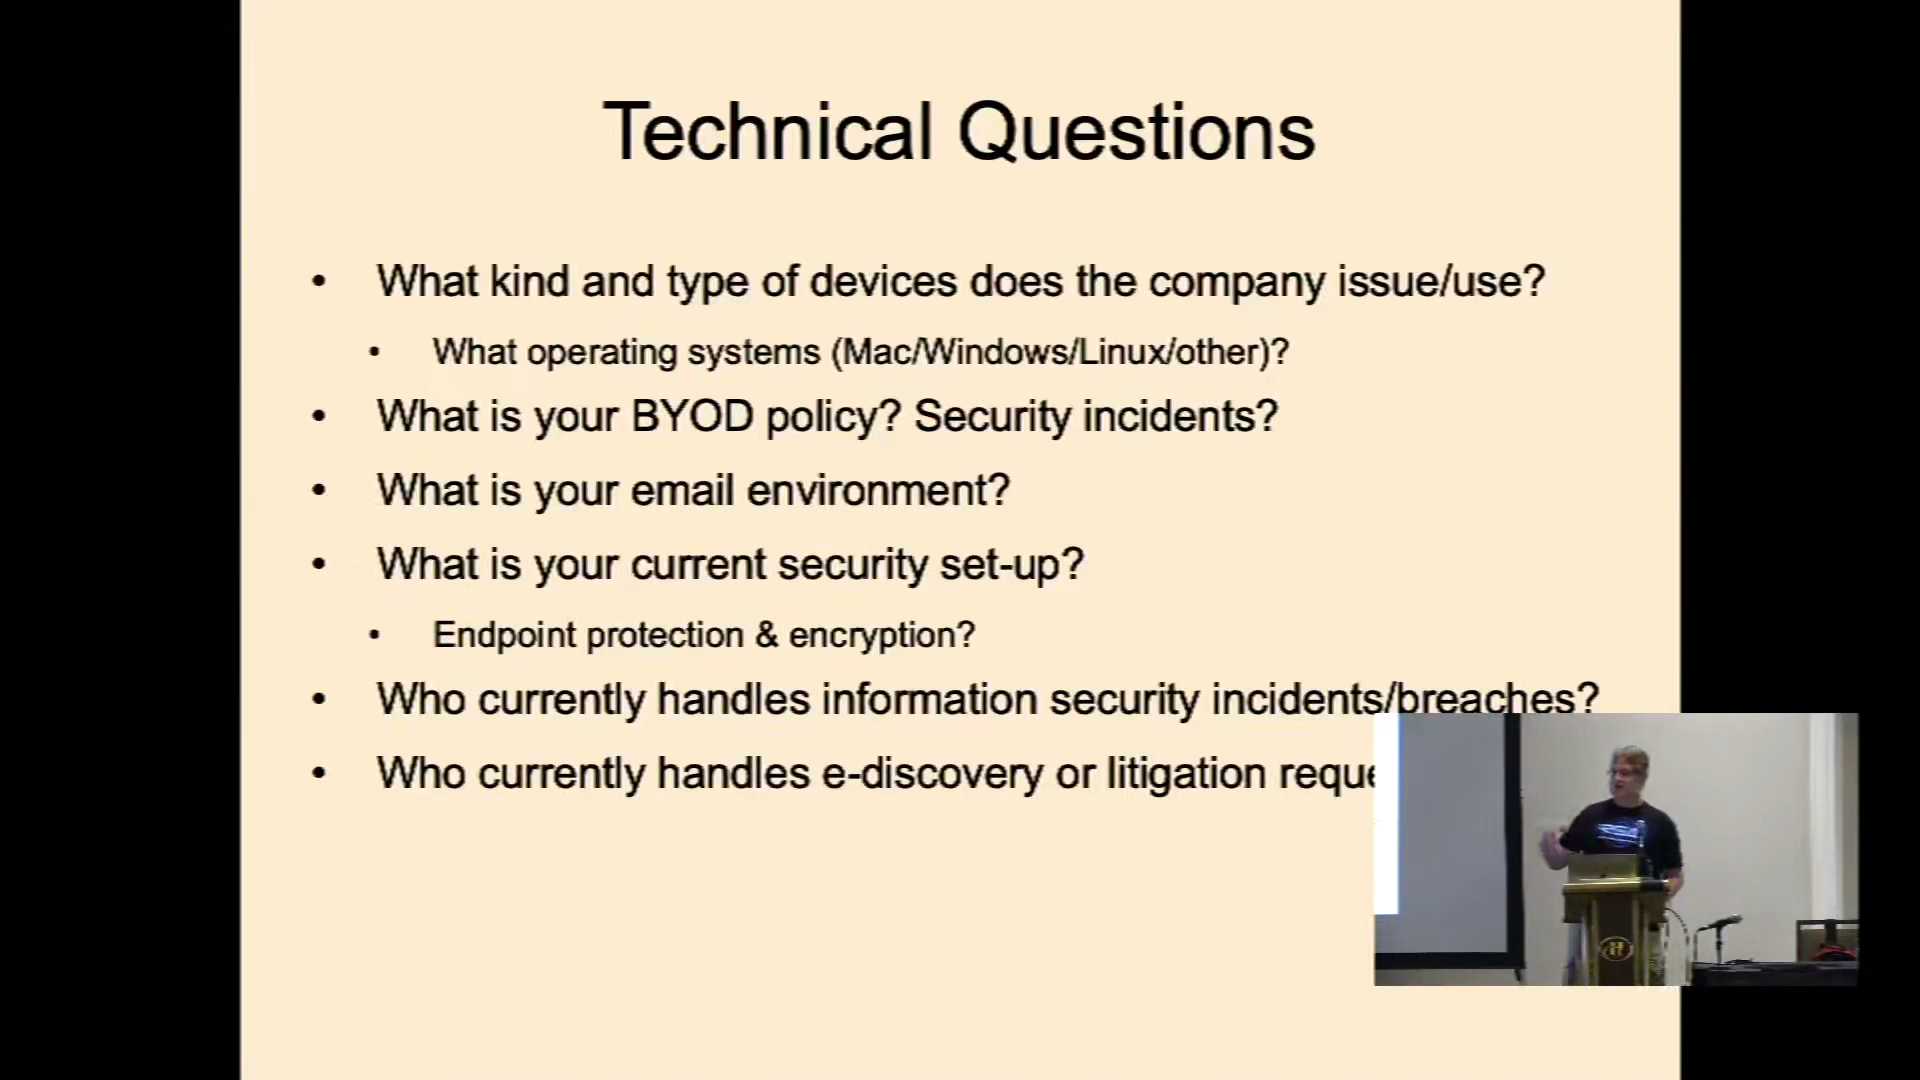 Technical Questions
• What kind and type of devices does the company issue/use?
• What operating systems (Mac/Windows/Linux/other)?
• What is your BYOD policy? Security incidents?
• What is your email environment?
• What is your current security set-up?
• Endpoint protection & encryption?
• Who currently handles information security incidents/breaches?
• Who currently handles e-discovery or litigation